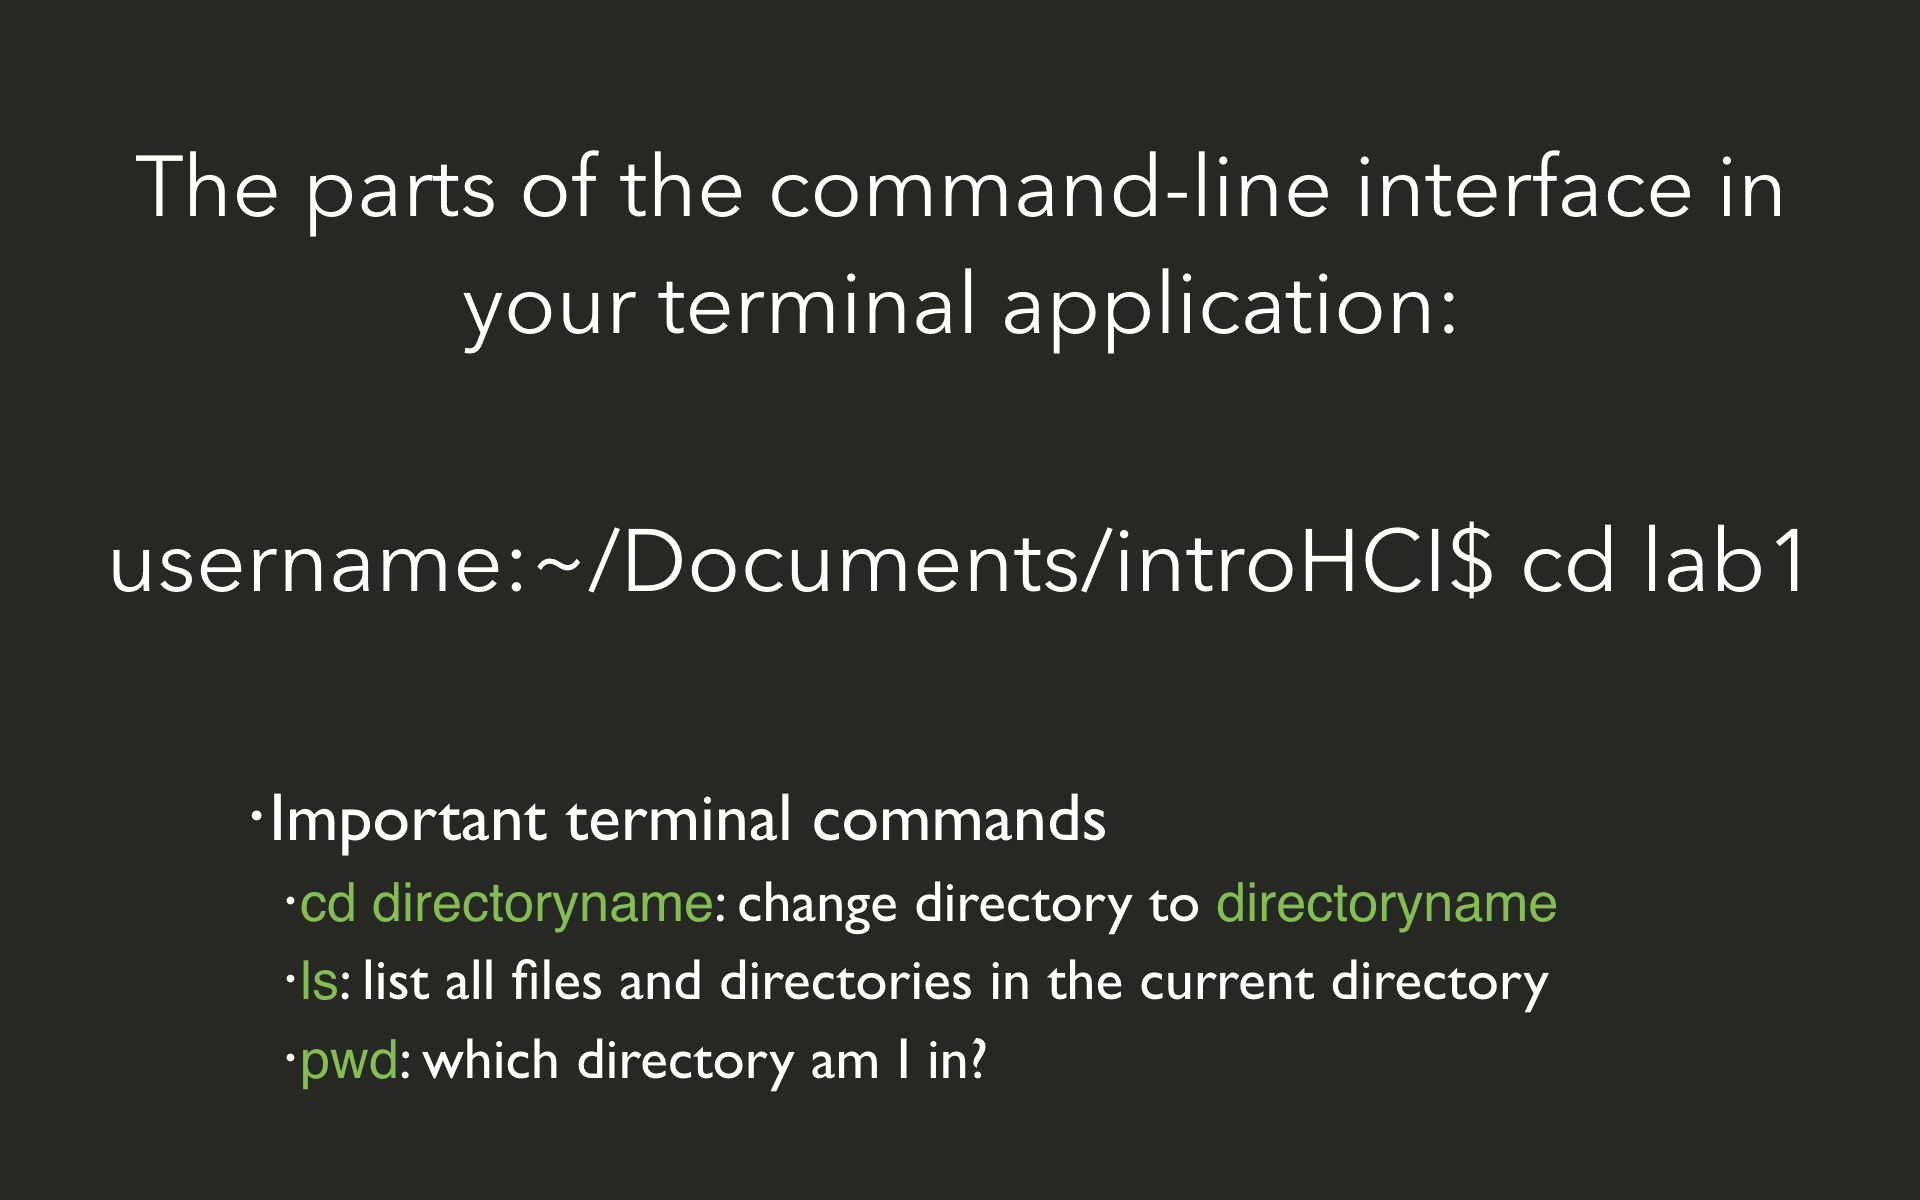 The parts of the command-line interface in
your terminal application:
username:~/Documents/introHCI$ cd lab1
·Important terminal commands
·cd directoryname: change directory to directoryname
·ls: list all files and directories in the current directory
·pwd: which directory am I in?